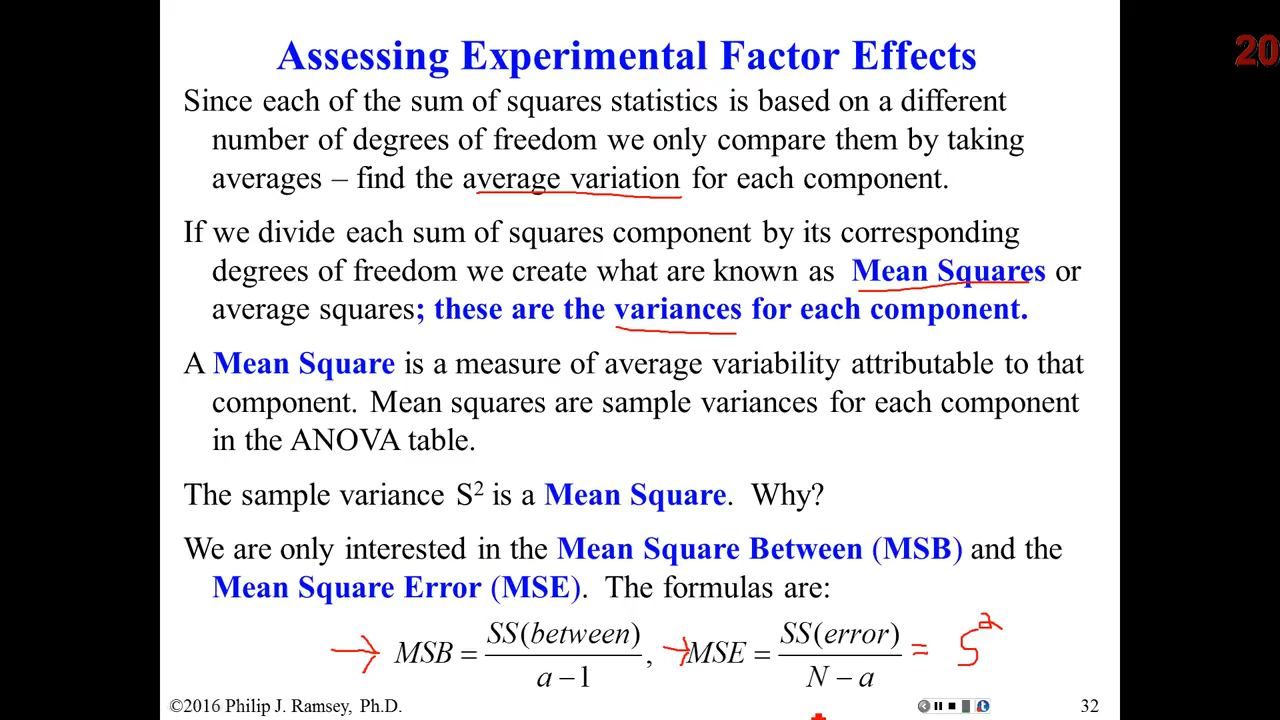 Assessing Experimental Factor Effects
20
Since each of the sum of squares statistics is based on a different
number of degrees of freedom we only compare them by taking
averages – find the average variation for each component.
If we divide each sum of squares component by its corresponding
degrees of freedom we create what are known as Mean Squares or
average squares; these are the variances for each component.
A Mean Square is a measure of average variability attributable to that
component. Mean squares are sample variances for each component
in the ANOVA table.
The sample variance S² is a Mean Square. Why?
We are only interested in the Mean Square Between (MSB) and the
Mean Square Error (MSE). The formulas are:
→ MSB = SS(between) / a − 1 , → MSE = SS(error) / N − a = S²
©2016 Philip J. Ramsey, Ph.D. 32